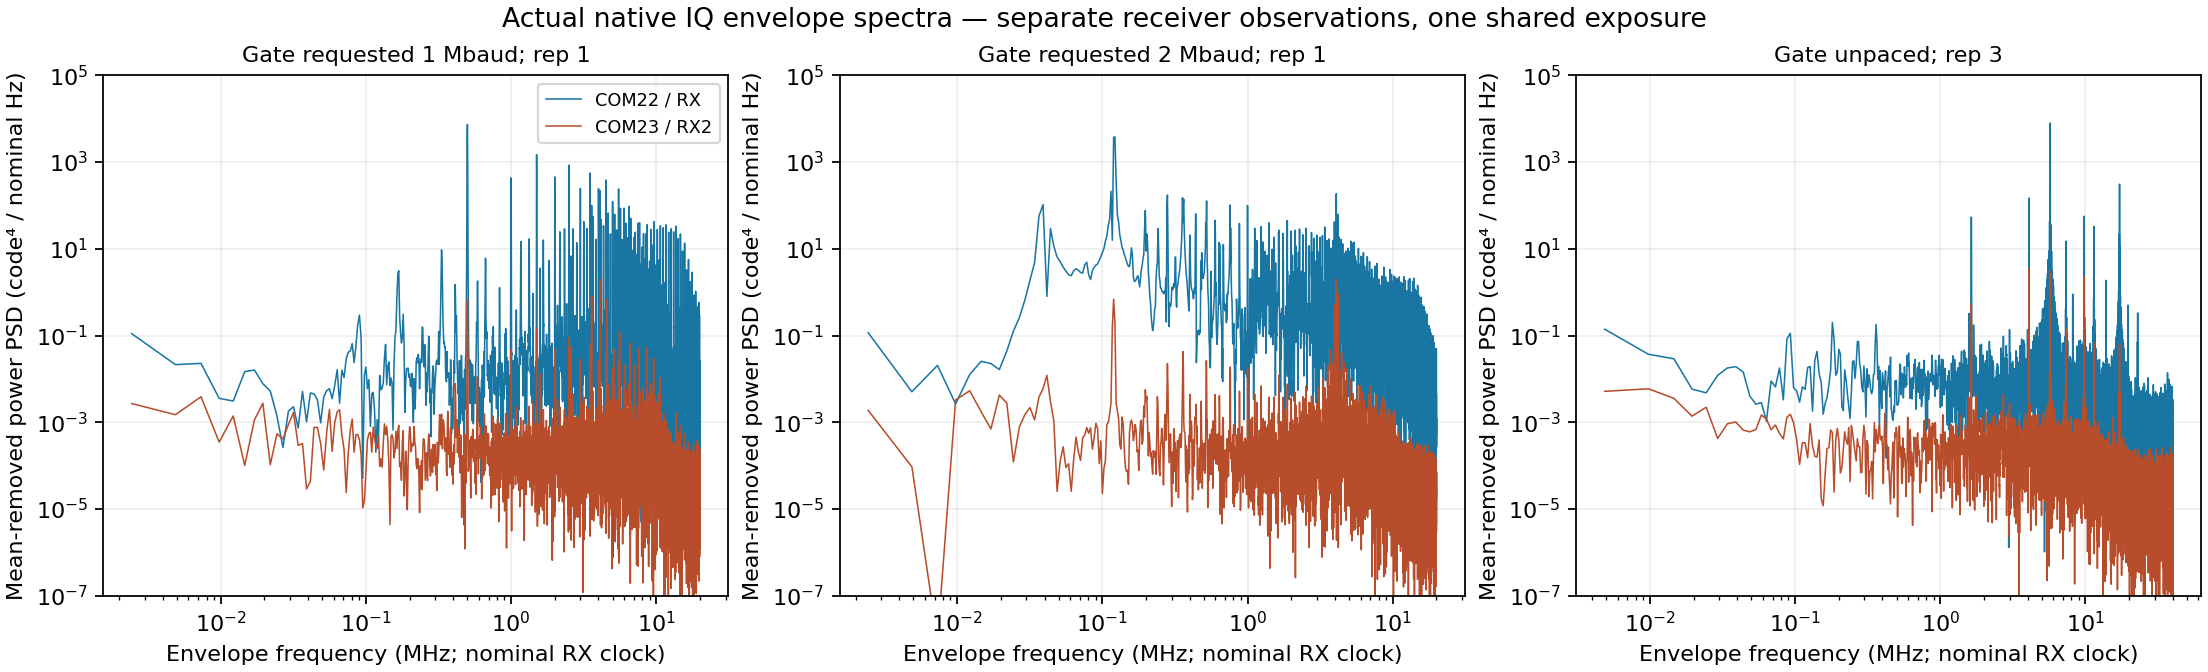 Actual native IQ envelope spectra — separate receiver observations, one shared exposure
Gate requested 1 Mbaud; rep 1
Mean-removed power PSD (code⁴ / nominal Hz)
10⁵
10³
10¹
10⁻¹
10⁻³
10⁻⁵
10⁻⁷
COM22 / RX
COM23 / RX2
10⁻²
10⁻¹
10⁰
10¹
Envelope frequency (MHz; nominal RX clock)
Gate requested 2 Mbaud; rep 1
Mean-removed power PSD (code⁴ / nominal Hz)
10⁵
10³
10¹
10⁻¹
10⁻³
10⁻⁵
10⁻⁷
10⁻²
10⁻¹
10⁰
10¹
Envelope frequency (MHz; nominal RX clock)
Gate unpaced; rep 3
Mean-removed power PSD (code⁴ / nominal Hz)
10⁵
10³
10¹
10⁻¹
10⁻³
10⁻⁵
10⁻⁷
10⁻²
10⁻¹
10⁰
10¹
Envelope frequency (MHz; nominal RX clock)